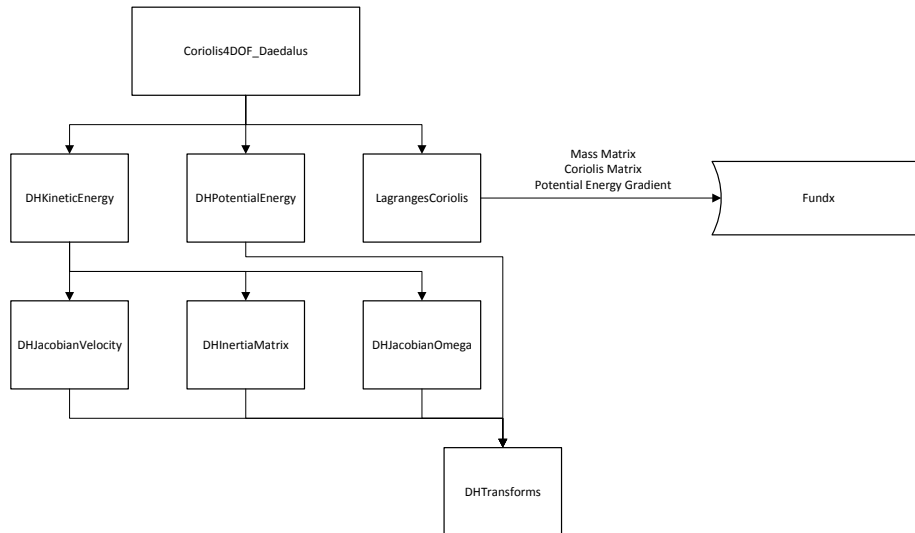 Coriolis4DOF_Daedalus
Mass Matrix
Coriolis Matrix
Potential Energy Gradient
DHKineticEnergy
DHPotentialEnergy
LagrangesCoriolis
Fundx
DHJacobianVelocity
DHInertiaMatrix
DHJacobianOmega
DHTransforms